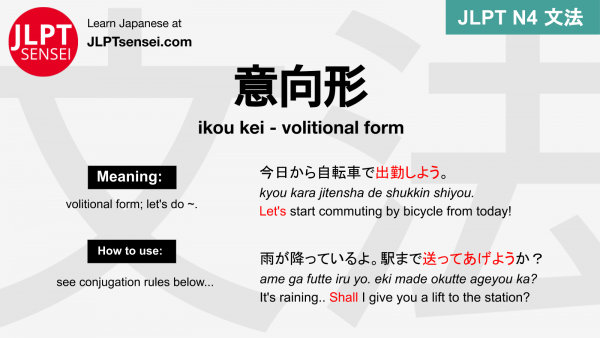 JLPT
SENSEI
Learn Japanese at
JLPTsensei.com
JLPT N4 文法
文法
意向形
ikou kei - volitional form
Meaning:
volitional form; let's do ~.
How to use:
see conjugation rules below...
今日から自転車で出勤しよう。
kyou kara jitensha de shukkin shiyou.
Let's start commuting by bicycle from today!
雨が降っているよ。駅まで送ってあげようか？
ame ga futte iru yo. eki made okutte ageyou ka?
It's raining.. Shall I give you a lift to the station?